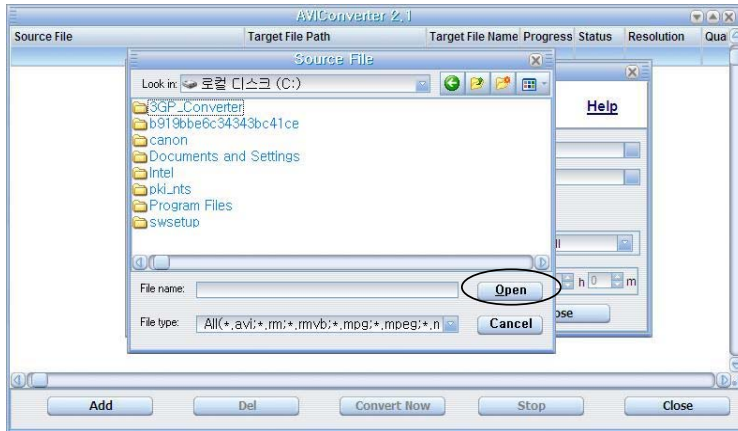 AVIConverter 2.1
Source File Target File Path Target File Name Progress Status Resolution Qua
Source File
Look in: 로컬 디스크 (C:)
Help
3GP_Converter
b919bbe6c34343bc41ce
canon
Documents and Settings
Intel
pki_nts
Program Files
swsetup
File name: Open
h 0 m
File type: All(*.avi;*.rm;*.rmvb;*.mpg;*.mpeg;*.n Cancel
ose
Add Del Convert Now Stop Close